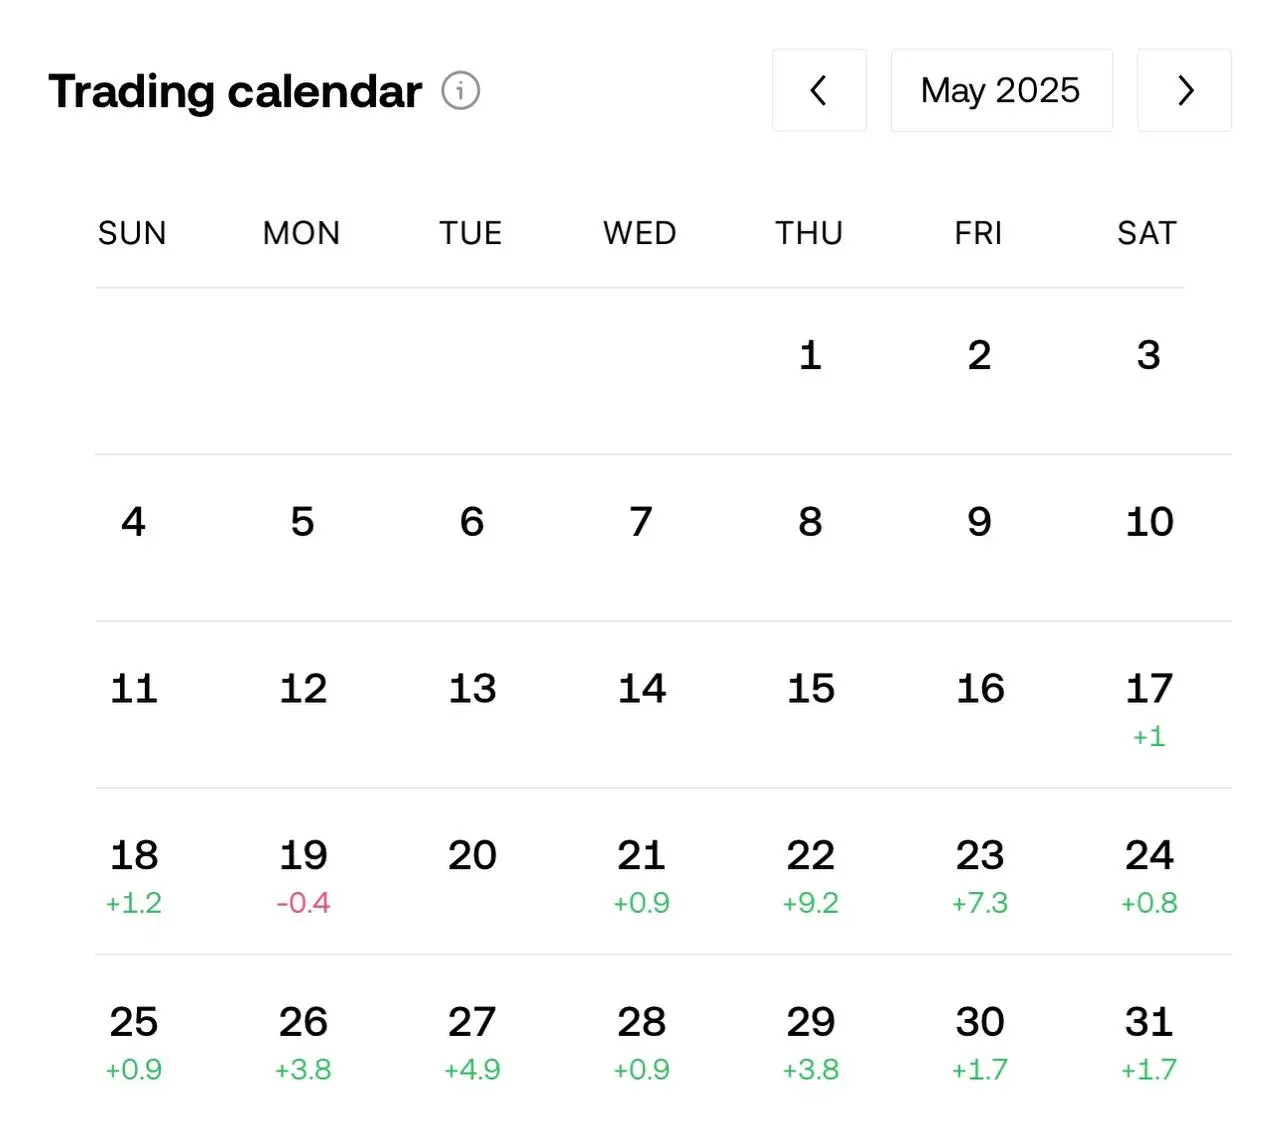 Trading calendar
May 2025
SUN MON TUE WED THU FRI SAT
1 2 3
4 5 6 7 8 9 10
11 12 13 14 15 16 17
+1
18 19 20 21 22 23 24
+1.2 -0.4 +0.9 +9.2 +7.3 +0.8
25 26 27 28 29 30 31
+0.9 +3.8 +4.9 +0.9 +3.8 +1.7 +1.7